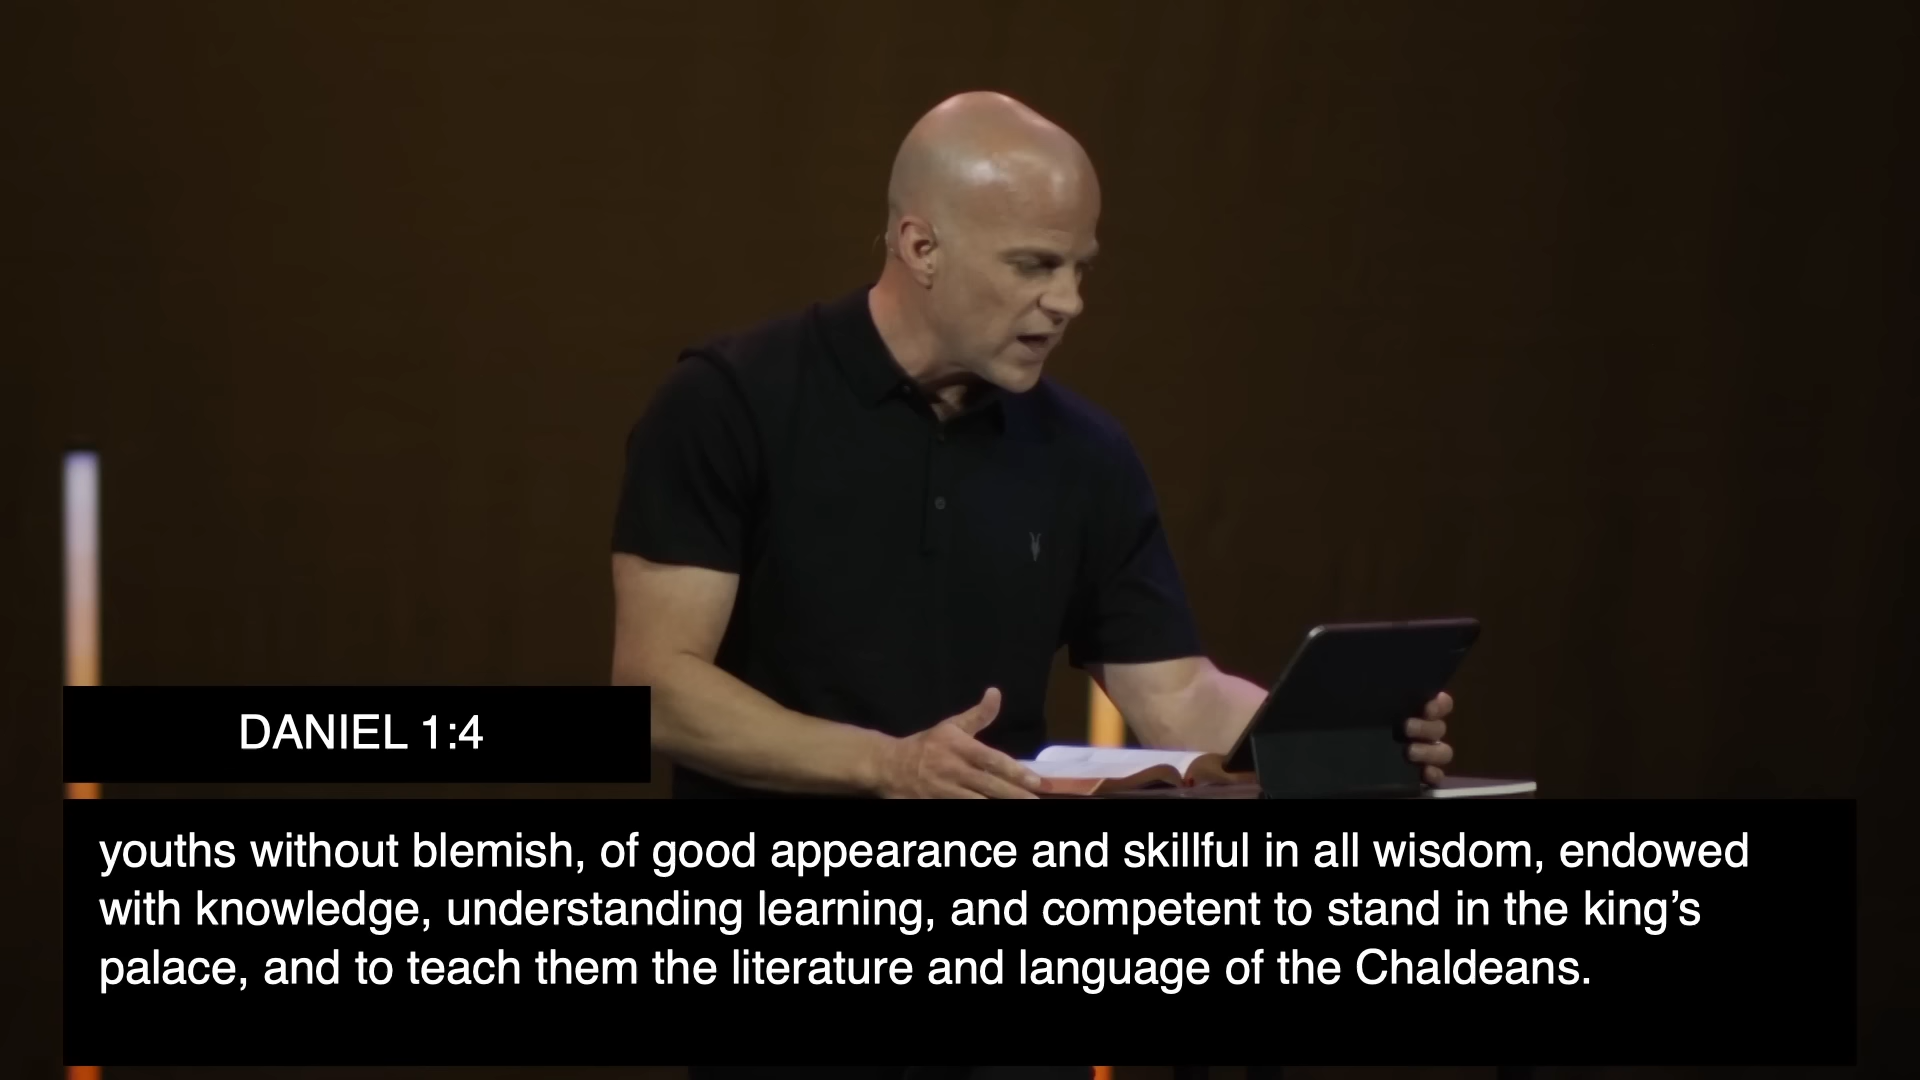 DANIEL 1:4
youths without blemish, of good appearance and skillful in all wisdom, endowed
with knowledge, understanding learning, and competent to stand in the king’s
palace, and to teach them the literature and language of the Chaldeans.